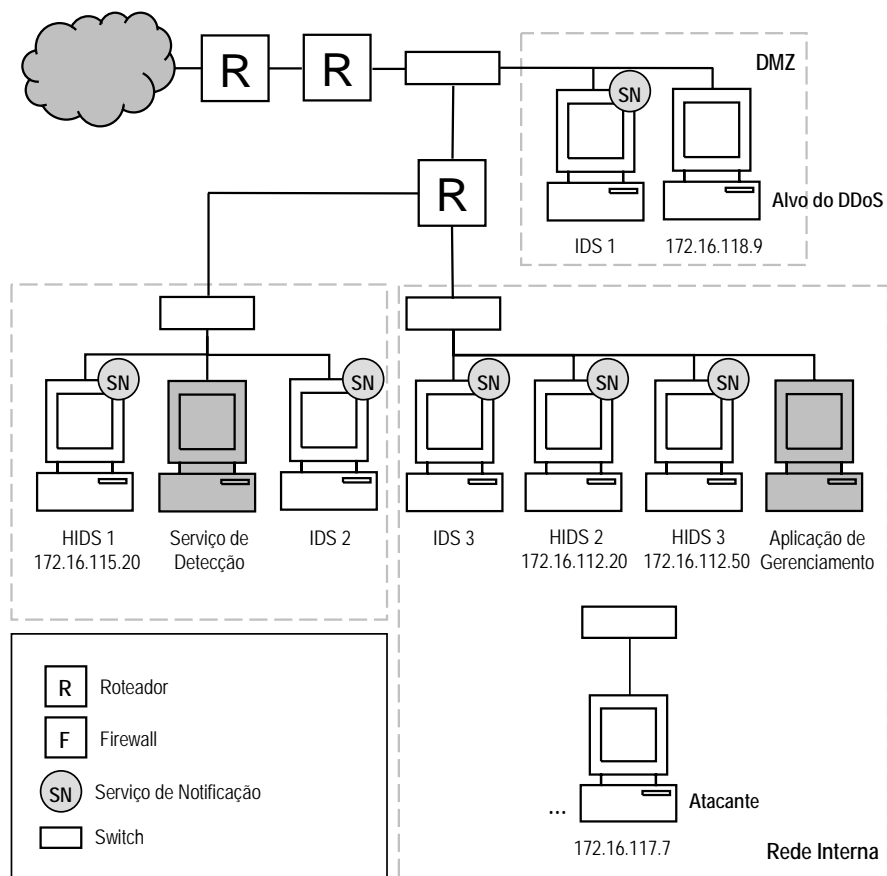 R
R
DMZ
SN
R
Alvo do DDoS
IDS 1
172.16.118.9
SN
SN
SN
SN
SN
HIDS 1
172.16.115.20
Serviço de
Detecção
IDS 2
IDS 3
HIDS 2
172.16.112.20
HIDS 3
172.16.112.50
Aplicação de
Gerenciamento
R
Roteador
F
Firewall
SN
Serviço de Notificação
Switch
...
Atacante
172.16.117.7
Rede Interna